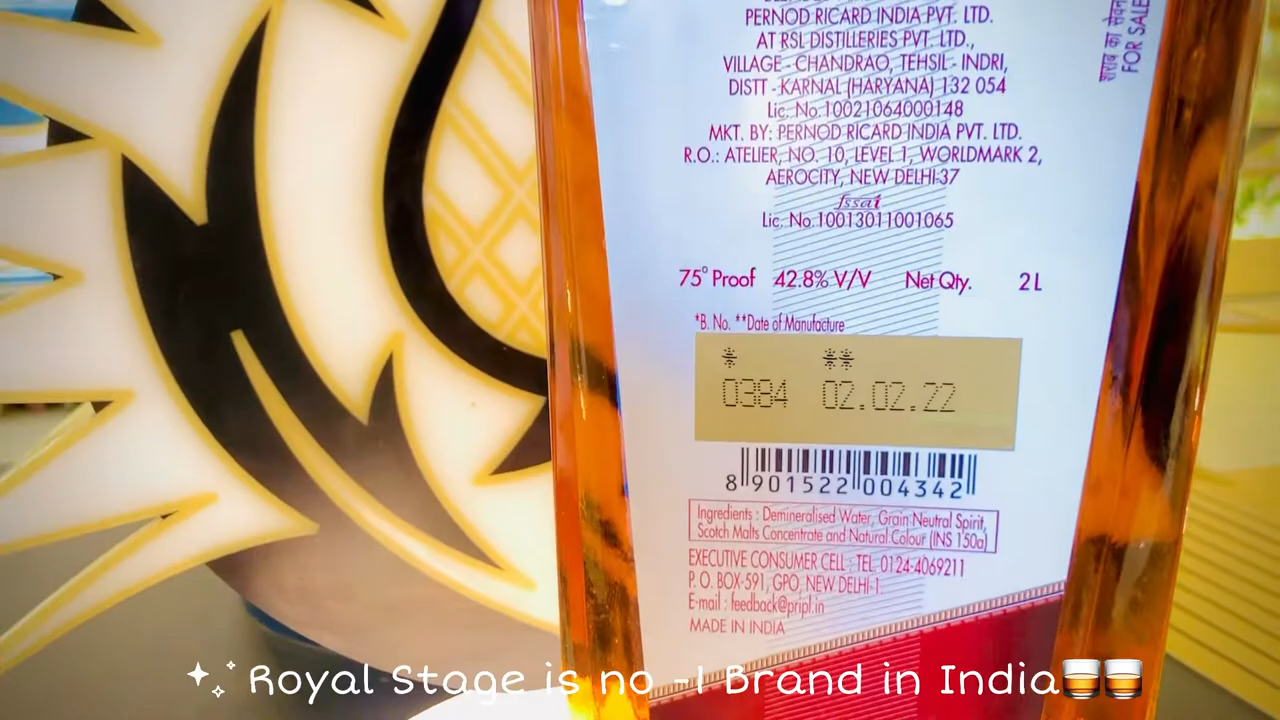 PERNOD RICARD INDIA PVT. LTD.
AT RSL DISTILLERIES PVT. LTD.,
VILLAGE - CHANDRAO, TEHSIL - INDRI,
DISTT - KARNAL (HARYANA) 132 054
Lic. No.10021064000148
MKT. BY: PERNOD RICARD INDIA PVT. LTD.
R.O.: ATELIER, NO. 10, LEVEL 1, WORLDMARK 2,
AEROCITY, NEW DELHI-37
fssai
Lic. No.10013011001065
शराब का सेवन
FOR SALE
75° Proof 42.8% V/V Net Qty. 2 L
*B. No. **Date of Manufacture
* **
0384 02.02.22
8 901522 004342
Ingredients : Demineralised Water, Grain Neutral Spirit,
Scotch Malts Concentrate and Natural Colour (INS 150a)
EXECUTIVE CONSUMER CELL : TEL. 0124-4069211
P. O. BOX-591, GPO, NEW DELHI-1.
E-mail : feedback@pripl.in
MADE IN INDIA
Royal Stage is no -1 Brand in India